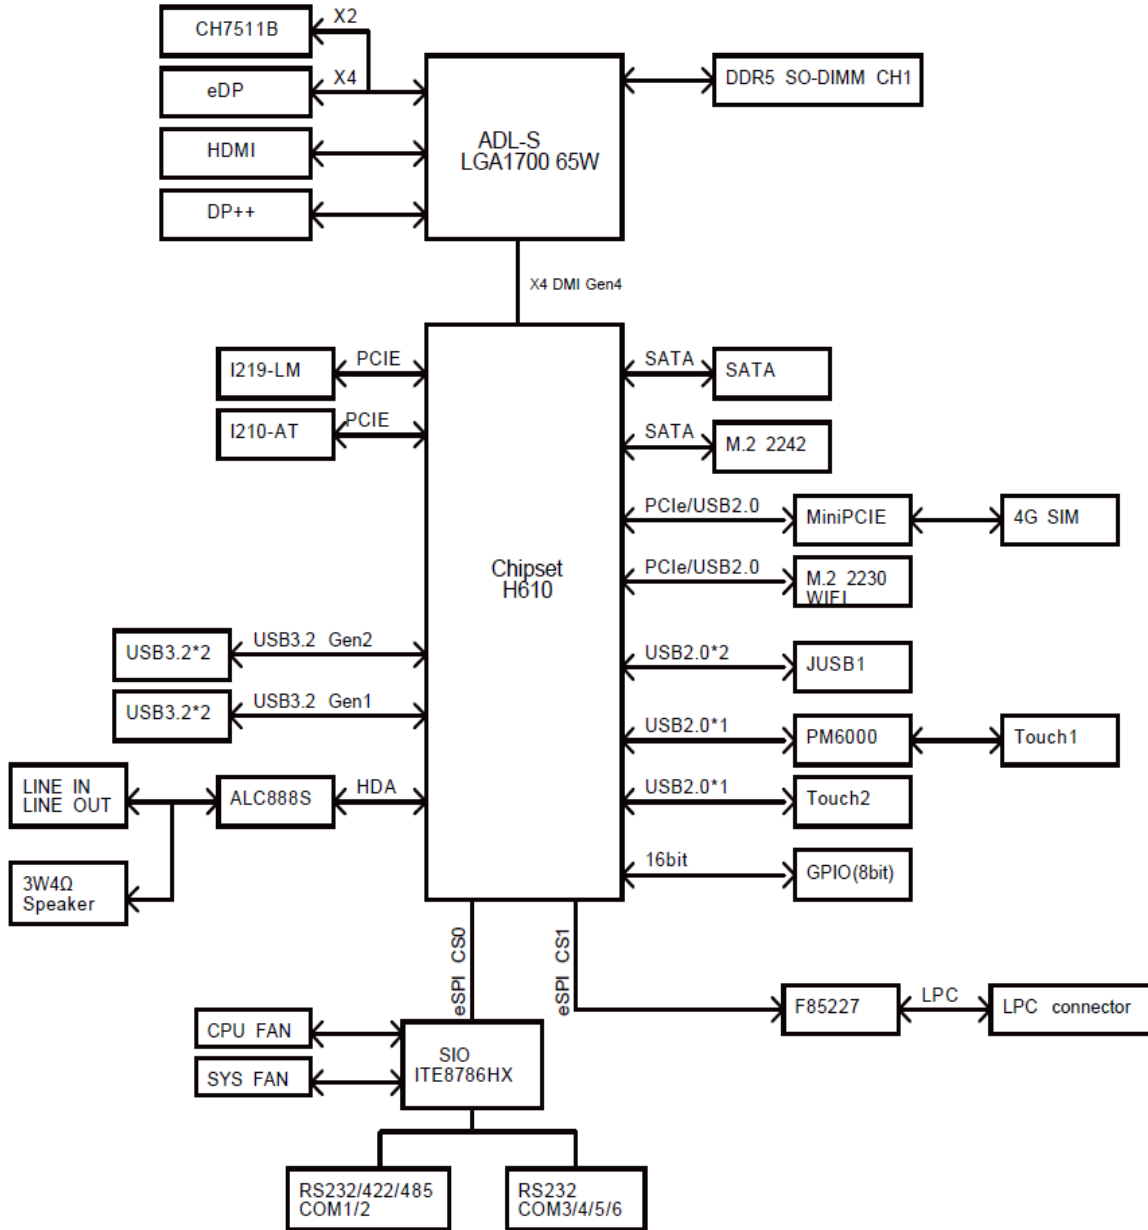 CH7511B
X2
eDP
X4
HDMI
DP++
ADL-S
LGA1700 65W
DDR5 SO-DIMM CH1
X4 DMI Gen4
I219-LM
PCIE
I210-AT
PCIE
Chipset
H610
SATA
SATA
SATA
M.2 2242
PCIe/USB2.0
MiniPCIE
4G SIM
PCIe/USB2.0
M.2 2230
WIFI
USB3.2*2
USB3.2 Gen2
USB3.2*2
USB3.2 Gen1
USB2.0*2
JUSB1
USB2.0*1
PM6000
Touch1
USB2.0*1
Touch2
LINE IN
LINE OUT
ALC888S
HDA
3W4Ω
Speaker
16bit
GPIO(8bit)
eSPI CS0
eSPI CS1
F85227
LPC
LPC connector
CPU FAN
SYS FAN
SIO
ITE8786HX
RS232/422/485
COM1/2
RS232
COM3/4/5/6